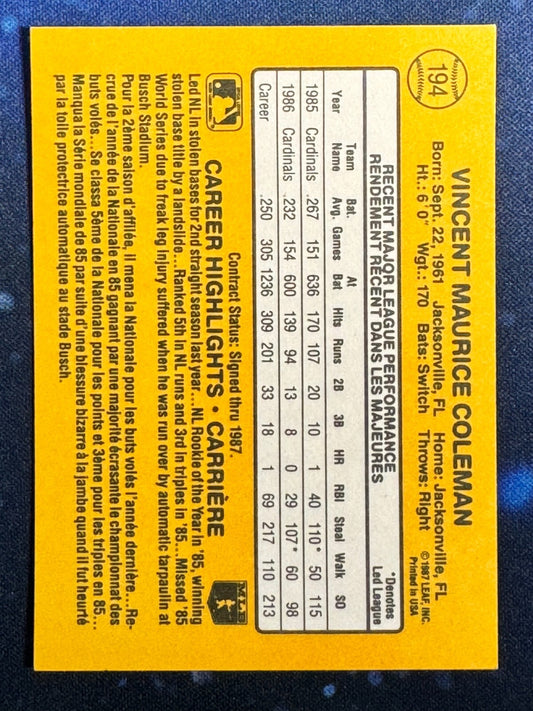 194
VINCENT MAURICE COLEMAN
Born: Sept. 22, 1961 Jacksonville, FL Home: Jacksonville, FL
Ht.: 6'0" Wgt.: 170 Bats: Switch Throws: Right
©1987 LEAF, INC.
Printed in USA
RECENT MAJOR LEAGUE PERFORMANCE
RENDEMENT RÉCENT DANS LES MAJEURES
*Denotes
Led League
Year Team Name Bat. Avg. Games At Bat Hits Runs 2B 3B HR RBI Steal Walk SO
1985 Cardinals .267 151 636 170 107 20 10 1 40 110* 50 115
1986 Cardinals .232 154 600 139 94 13 8 0 29 107* 60 98
Career .250 305 1236 309 201 33 18 1 69 217 110 213
Contract Status: Signed thru 1987.
CAREER HIGHLIGHTS • CARRIÈRE
MLB
Led NL in stolen bases for 2nd straight season last year...NL Rookie of the Year in '85, winning
stolen base title by a landslide...Ranked 5th in NL runs and 3rd in triples in '85...Missed '85
World Series due to freak leg injury suffered when he was run over by automatic tarpaulin at
Busch Stadium.
Pour la 2ème saison d'affilée, il mena la Nationale pour les buts volés l'année dernière...Re-
crue de l'année de la Nationale en 85 gagnant par une majorité écrasante le championnat des
buts volés...Se classa 5ème de la Nationale pour les points et 3ème pour les triples en 85...
Manqua la Série mondiale de 85 par suite d'une blessure bizarre à la jambe quand il fut heurté
par la toile protectrice automatique au stade Busch.